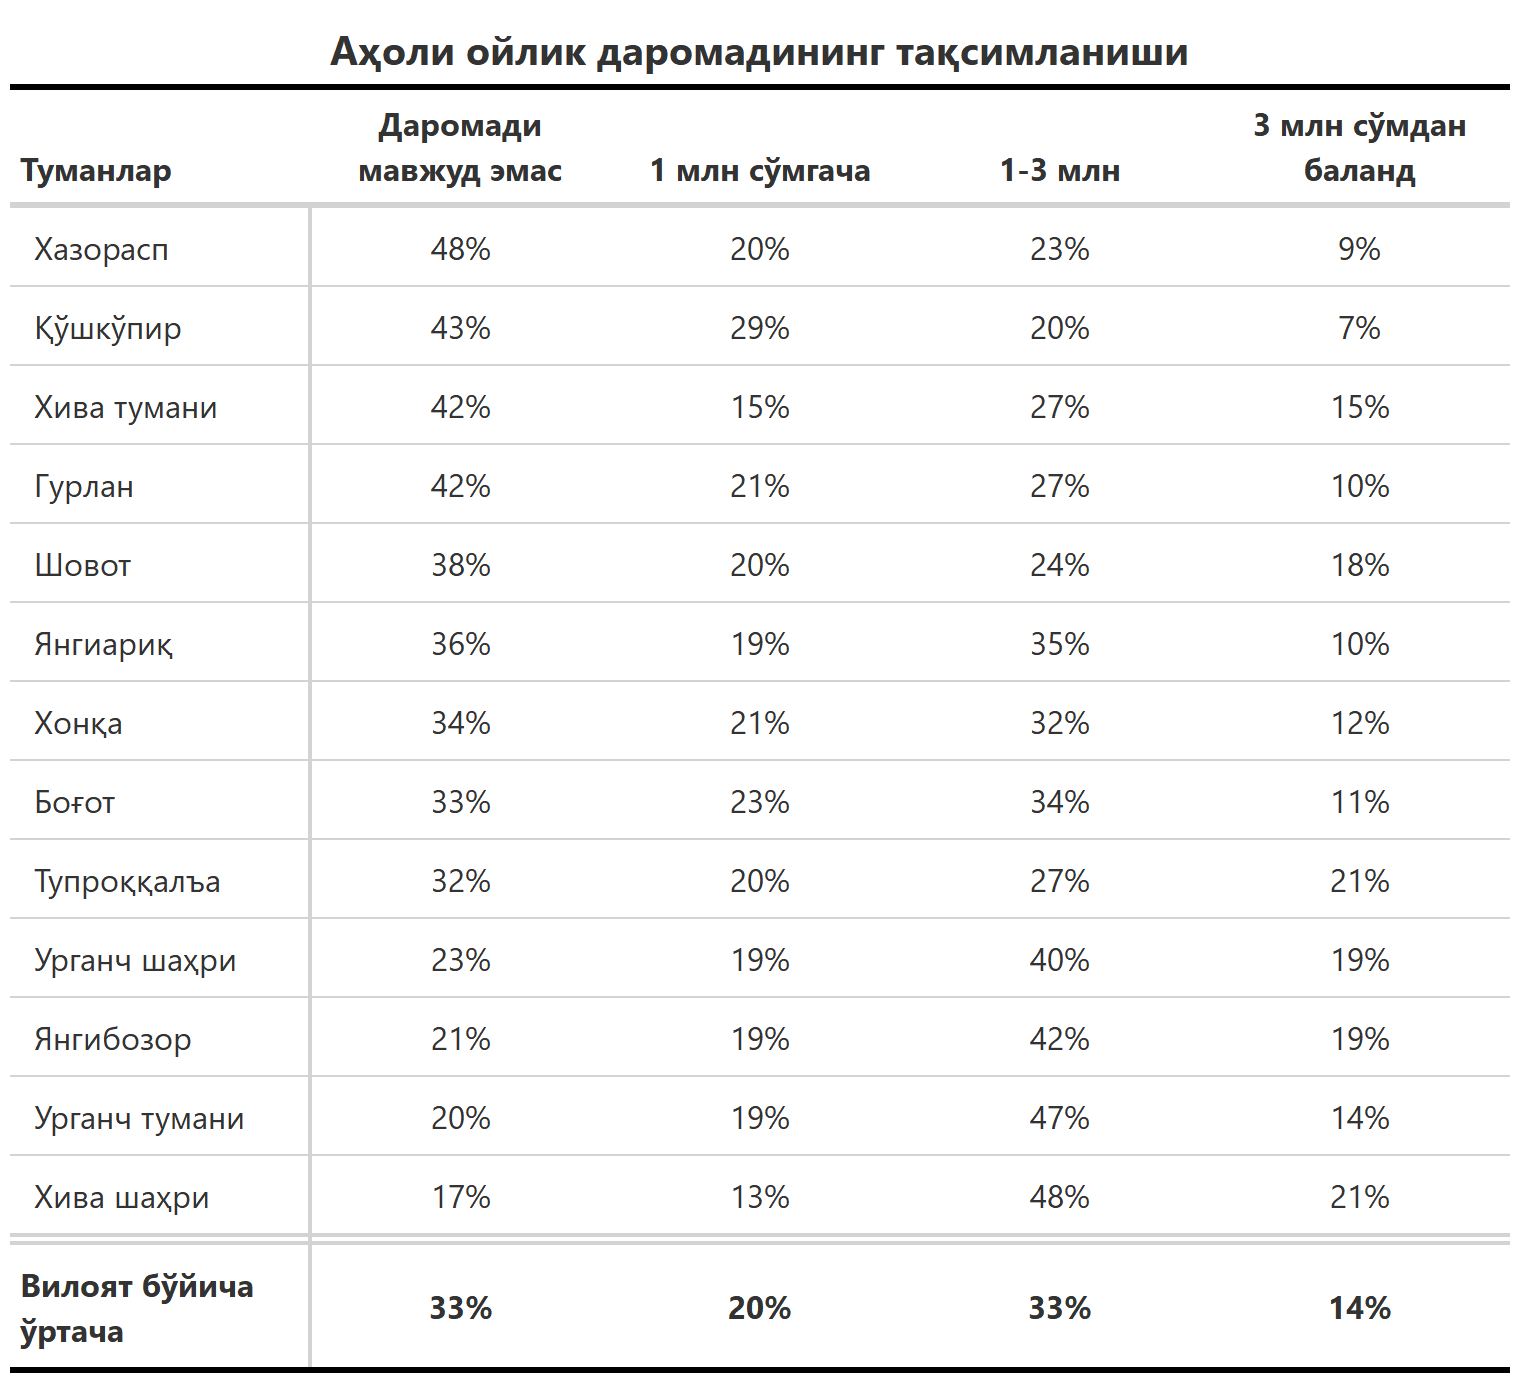 Аҳоли ойлик даромадининг тақсимланиши
Туманлар Даромади мавжуд эмас 1 млн сўмгача 1-3 млн 3 млн сўмдан баланд
Хазорасп 48% 20% 23% 9%
Қўшкўпир 43% 29% 20% 7%
Хива тумани 42% 15% 27% 15%
Гурлан 42% 21% 27% 10%
Шовот 38% 20% 24% 18%
Янгиариқ 36% 19% 35% 10%
Хонқа 34% 21% 32% 12%
Боғот 33% 23% 34% 11%
Тупроққалъа 32% 20% 27% 21%
Урганч шаҳри 23% 19% 40% 19%
Янгибозор 21% 19% 42% 19%
Урганч тумани 20% 19% 47% 14%
Хива шаҳри 17% 13% 48% 21%
Вилоят бўйича ўртача 33% 20% 33% 14%